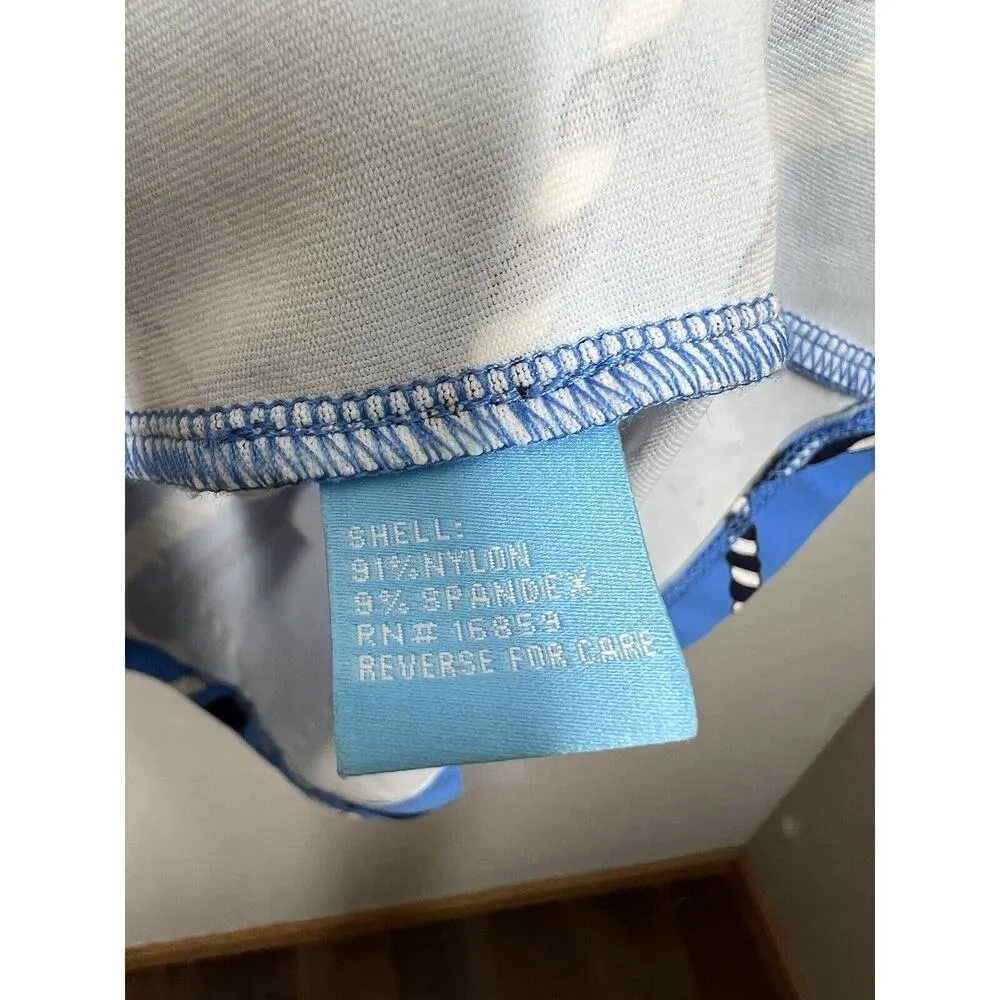 SHELL:
91% NYLON
9% SPANDEX
RN# 16859
REVERSE FOR CARE